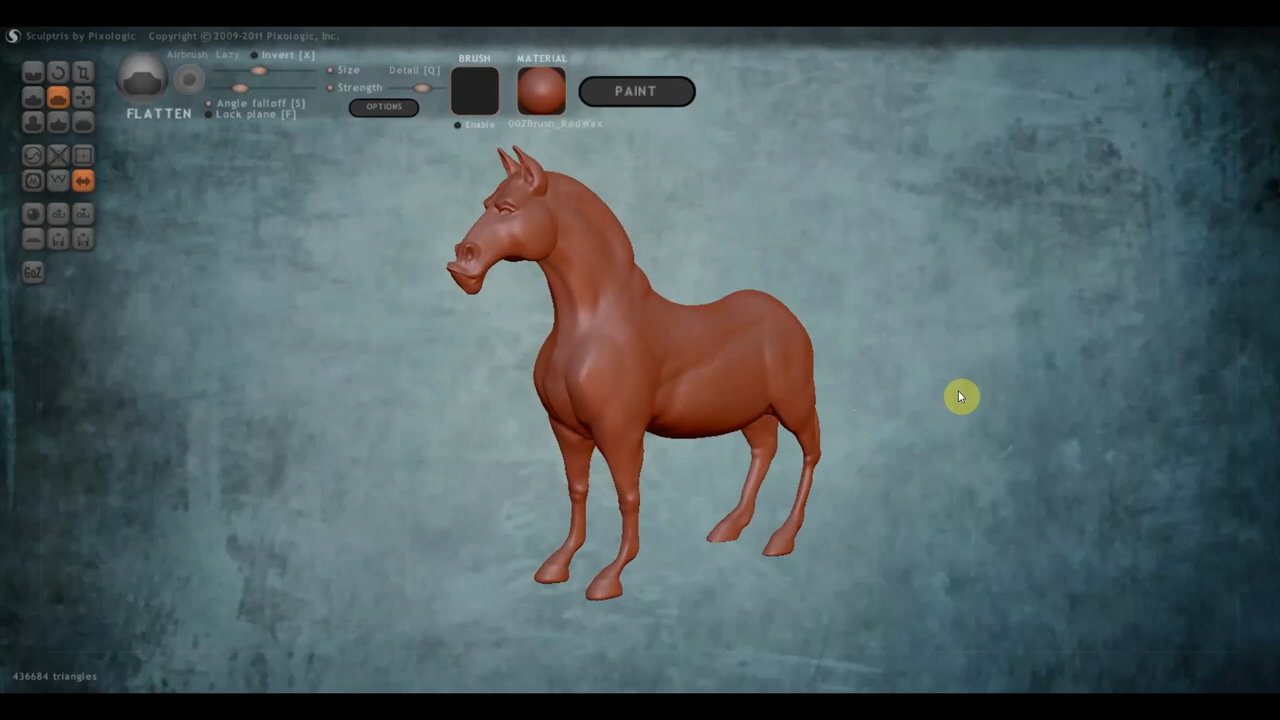 Sculptris by Pixologic Copyright ©2009-2011 Pixologic, Inc.
Airbrush Lazy Invert [X]
Size Detail [Q]
Strength
Angle falloff [S]
Lock plane [F]
FLATTEN
OPTIONS
BRUSH
Enable
MATERIAL
00ZBrush_RedWax
PAINT
GoZ
436684 triangles